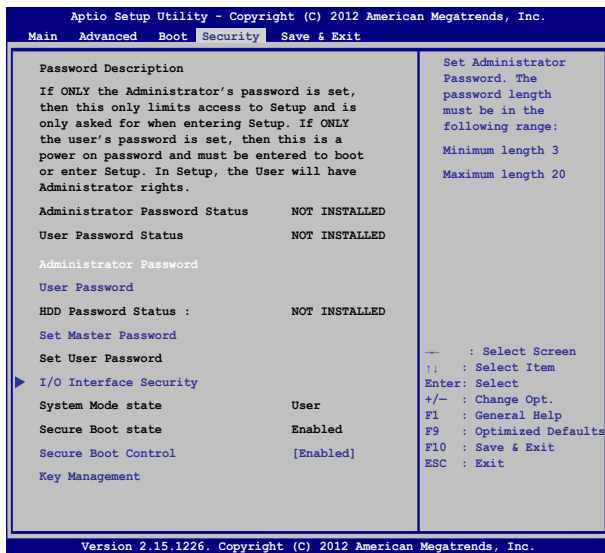 Aptio Setup Utility - Copyright (C) 2012 American Megatrends, Inc.
Main Advanced Boot Security Save & Exit
Password Description
If ONLY the Administrator's password is set,
then this only limits access to Setup and is
only asked for when entering Setup. If ONLY
the user's password is set, then this is a
power on password and must be entered to boot
or enter Setup. In Setup, the User will have
Administrator rights.
Administrator Password Status NOT INSTALLED
User Password Status NOT INSTALLED
Administrator Password
User Password
HDD Password Status : NOT INSTALLED
Set Master Password
Set User Password
I/O Interface Security
System Mode state User
Secure Boot state Enabled
Secure Boot Control [Enabled]
Key Management
Set Administrator
Password. The
password length
must be in the
following range:
Minimum length 3
Maximum length 20
→← : Select Screen
↑↓ : Select Item
Enter: Select
+/— : Change Opt.
F1 : General Help
F9 : Optimized Defaults
F10 : Save & Exit
ESC : Exit
Version 2.15.1226. Copyright (C) 2012 American Megatrends, Inc.